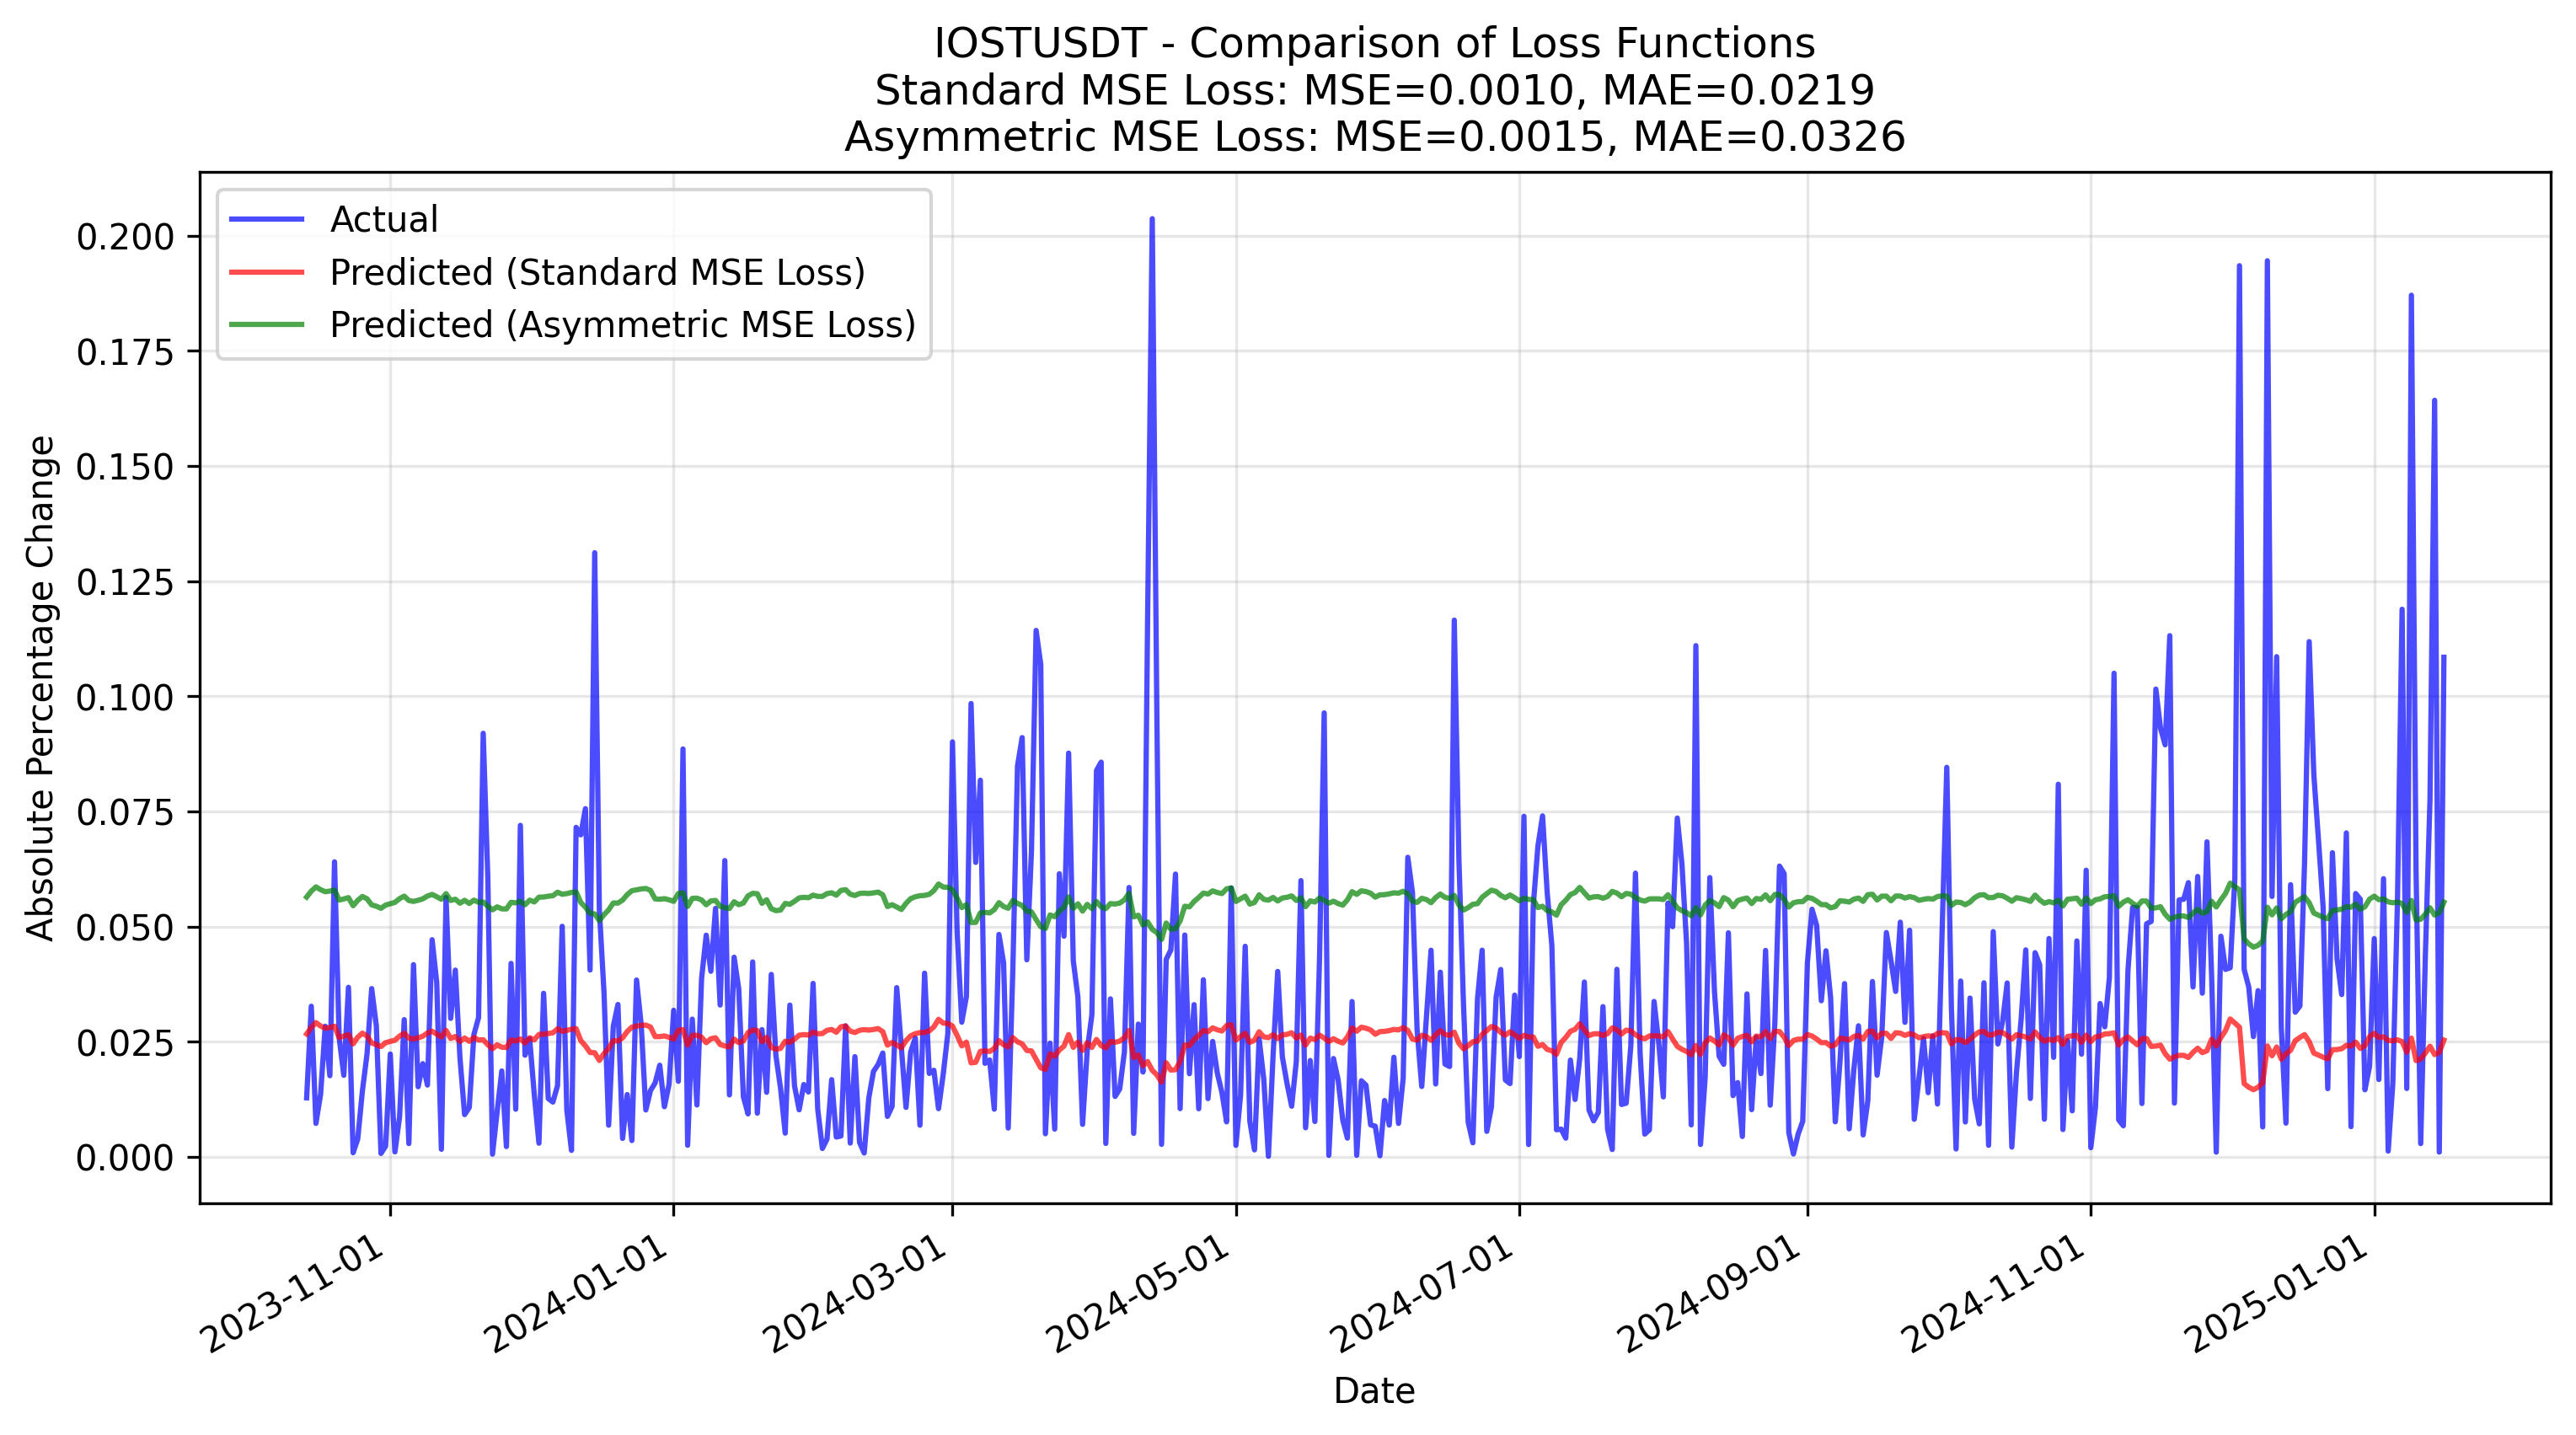 IOSTUSDT - Comparison of Loss Functions
Standard MSE Loss: MSE=0.0010, MAE=0.0219
Asymmetric MSE Loss: MSE=0.0015, MAE=0.0326
Actual
Predicted (Standard MSE Loss)
Predicted (Asymmetric MSE Loss)
Absolute Percentage Change
0.200
0.175
0.150
0.125
0.100
0.075
0.050
0.025
0.000
2023-11-01
2024-01-01
2024-03-01
2024-05-01
2024-07-01
2024-09-01
2024-11-01
2025-01-01
Date